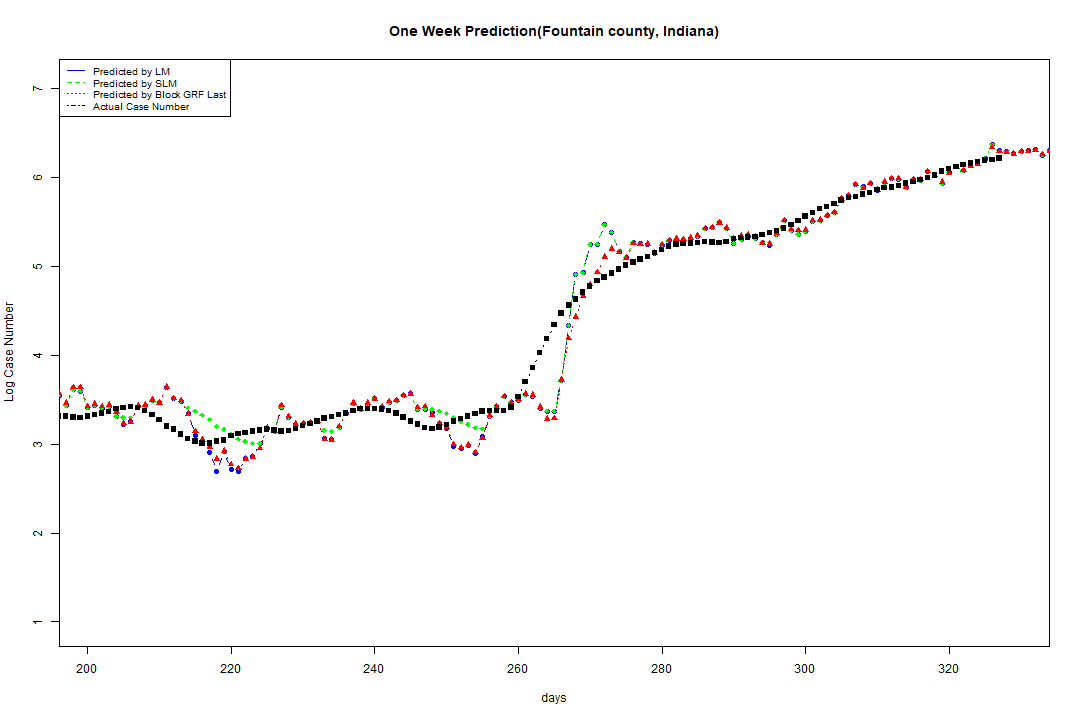 One Week Prediction(Fountain county, Indiana)
Predicted by LM
Predicted by SLM
Predicted by Block GRF Last
Actual Case Number
7
6
5
4
3
2
1
Log Case Number
200 220 240 260 280 300 320
days